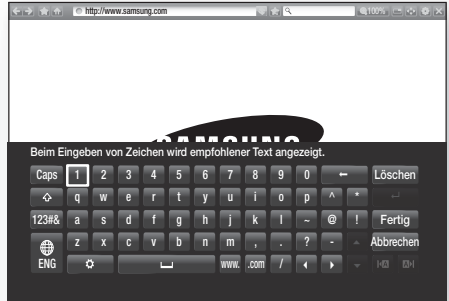 http://www.samsung.com
100%
SAMSUNG
Beim Eingeben von Zeichen wird empfohlener Text angezeigt.
Caps 1 2 3 4 5 6 7 8 9 0 Löschen
q w e r t y u i o p ^ *
123#& a s d f g h j k l ~ @ ! Fertig
ENG z x c v b n m , . ? - Abbrechen
www. .com /